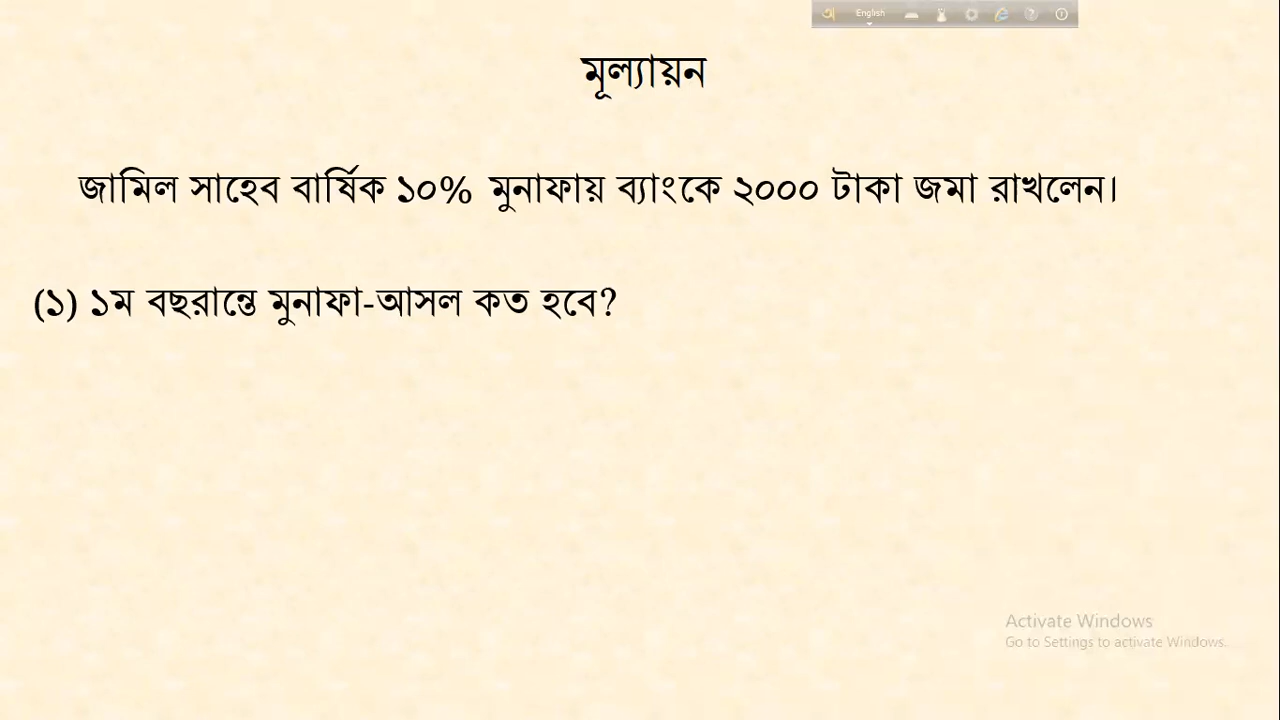 অ English
মূল্যায়ন
জামিল সাহেব বার্ষিক ১০% মুনাফায় ব্যাংকে ২০০০ টাকা জমা রাখলেন।
(১) ১ম বছরান্তে মুনাফা-আসল কত হবে?
Activate Windows
Go to Settings to activate Windows.